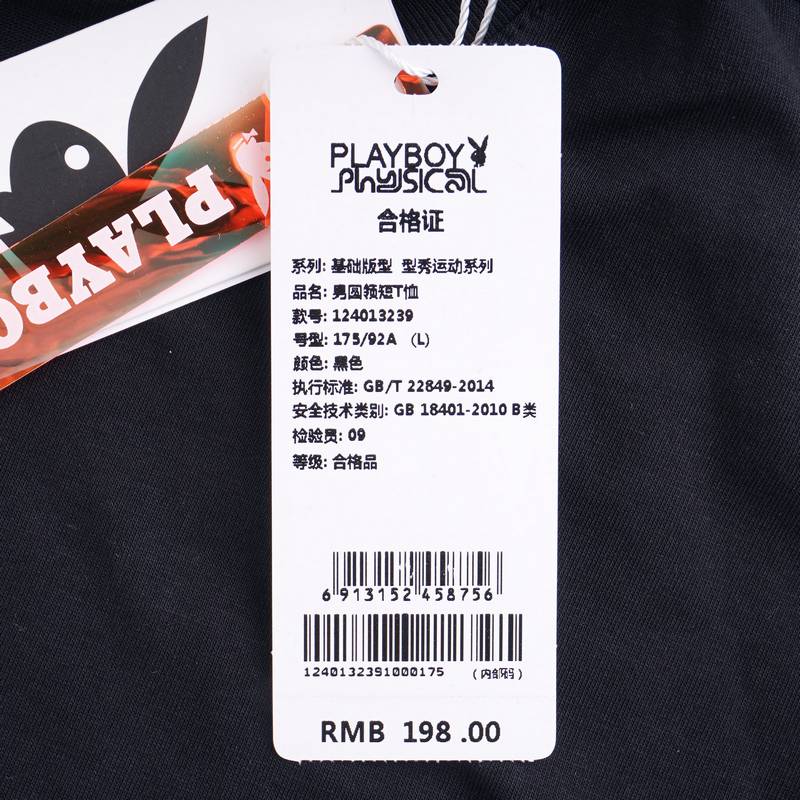 PLAYBOY
PLAYBOY
PHYSICAL
合格证
系列: 基础版型 型秀运动系列
品名: 男圆领短T恤
款号: 124013239
号型: 175/92A (L)
颜色: 黑色
执行标准: GB/T 22849-2014
安全技术类别: GB 18401-2010 B类
检验员: 09
等级: 合格品
6 913152 458756
1240132391000175 (内部码)
RMB 198.00